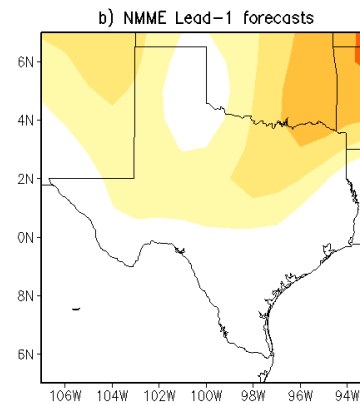 b) NMME Lead-1 forecasts
6N
4N
2N
0N
8N
6N
106W 104W 102W 100W 98W 96W 94W